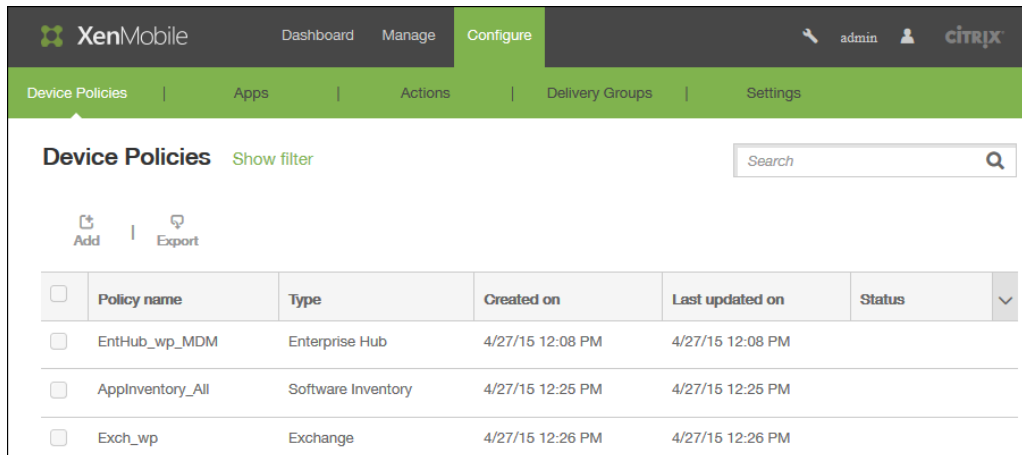 XenMobile Dashboard Manage Configure admin CİTRIX
Device Policies | Apps | Actions | Delivery Groups | Settings
Device Policies Show filter Search
Add | Export
Policy name Type Created on Last updated on Status
EntHub_wp_MDM Enterprise Hub 4/27/15 12:08 PM 4/27/15 12:08 PM
AppInventory_All Software Inventory 4/27/15 12:25 PM 4/27/15 12:25 PM
Exch_wp Exchange 4/27/15 12:26 PM 4/27/15 12:26 PM